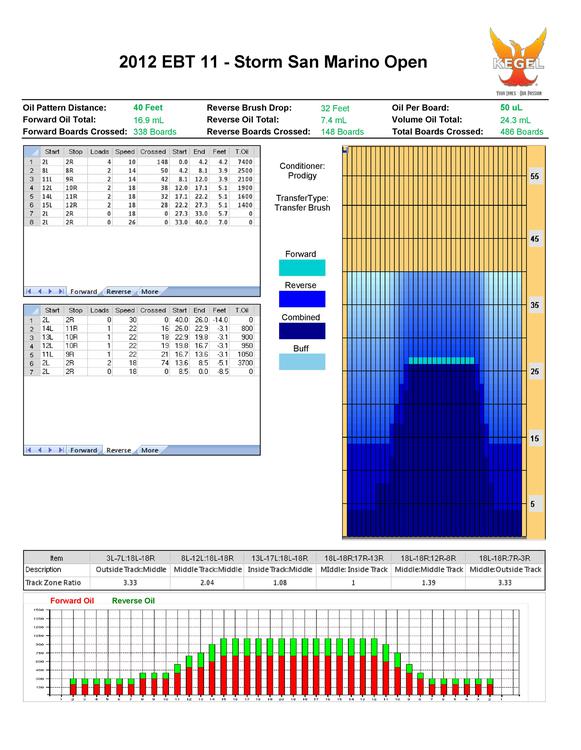 KEGEL
2012 EBT 11 - Storm San Marino Open
Oil Pattern Distance: 40 Feet Reverse Brush Drop: 32 Feet Oil Per Board: 50 uL
Forward Oil Total: 16.9 mL Reverse Oil Total: 7.4 mL Volume Oil Total: 24.3 mL
Forward Boards Crossed: 338 Boards Reverse Boards Crossed: 148 Boards Total Boards Crossed: 486 Boards
Start Stop Loads Speed Crossed Start End Feet T.Oil
1 2L 2R 4 10 148 0.0 4.2 4.2 7400
2 8L 8R 2 14 50 4.2 8.1 3.9 2500
3 11L 9R 2 14 42 8.1 12.0 3.9 2100
4 12L 10R 2 18 38 12.0 17.1 5.1 1900
5 14L 11R 2 18 32 17.1 22.2 5.1 1600
6 15L 12R 2 18 28 22.2 27.3 5.1 1400
7 2L 2R 0 18 0 27.3 33.0 5.7 0
8 2L 2R 0 26 0 33.0 40.0 7.0 0
Forward Reverse More
Start Stop Loads Speed Crossed Start End Feet T.Oil
1 2L 2R 0 30 0 40.0 26.0 -14.0 0
2 14L 11R 1 22 16 26.0 22.9 -3.1 800
3 13L 10R 1 22 18 22.9 19.8 -3.1 900
4 12L 10R 1 22 19 19.8 16.7 -3.1 950
5 11L 9R 1 22 21 16.7 13.6 -3.1 1050
6 2L 2R 2 18 74 13.6 8.5 -5.1 3700
7 2L 2R 0 18 0 8.5 0.0 -8.5 0
Forward Reverse More
Conditioner:
Prodigy
TransferType:
Transfer Brush
Forward
Reverse
Combined
Buff
55
45
35
25
15
5
Item 3L-7L:18L-18R 8L-12L:18L-18R 13L-17L:18L-18R 18L-18R:17R-13R 18L-18R:12R-8R 18L-18R:7R-3R
Description Outside Track:Middle Middle Track:Middle Inside Track:Middle MIddle: Inside Track Middle:Middle Track Middle:Outside Track
Track Zone Ratio 3.33 2.04 1.08 1 1.39 3.33
Forward Oil Reverse Oil